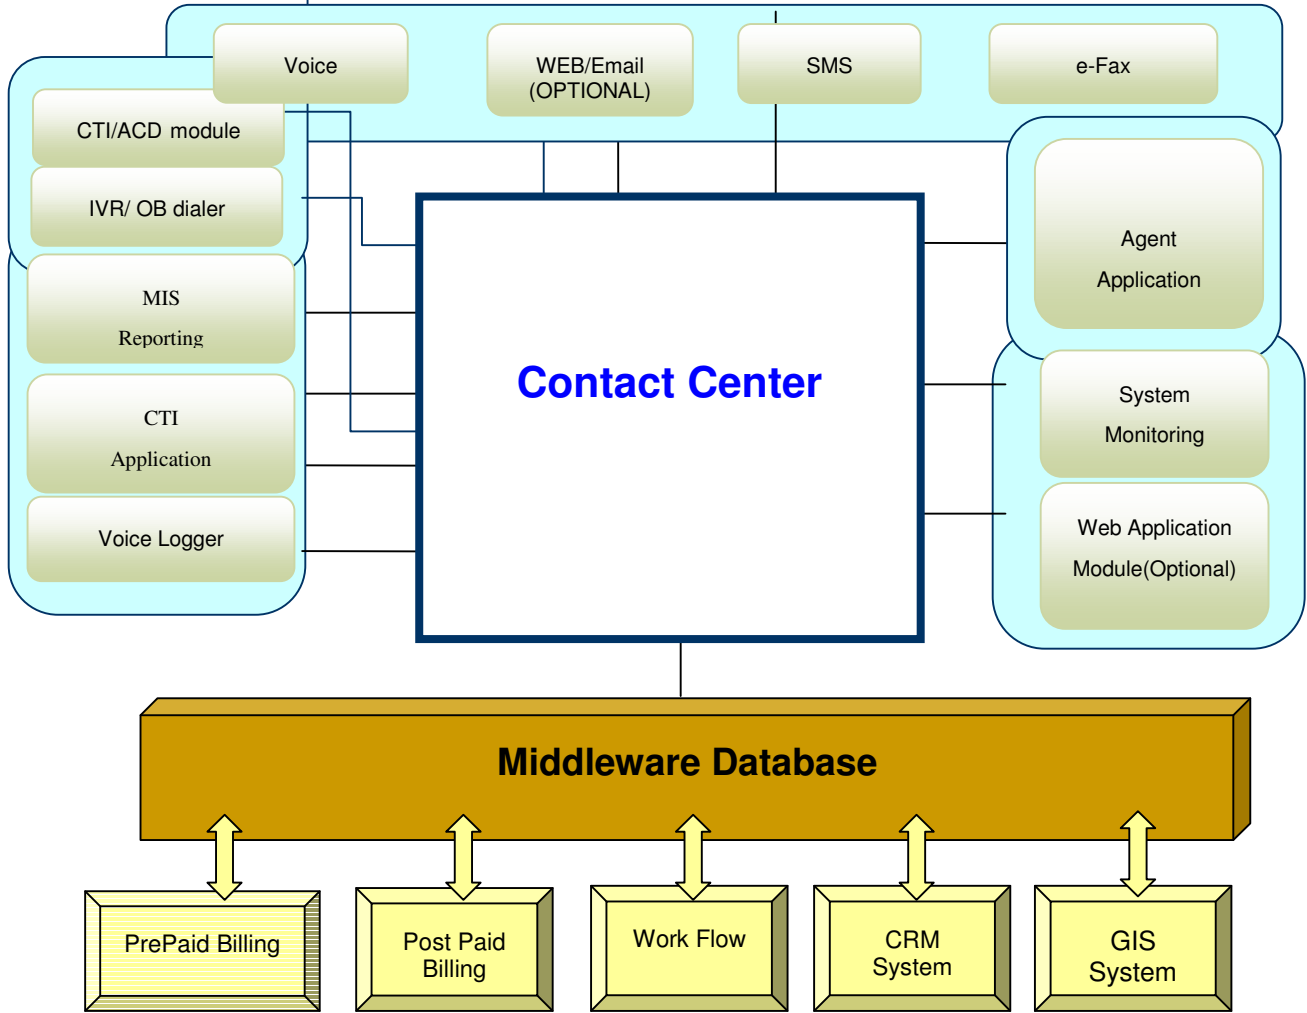 Voice
WEB/Email
(OPTIONAL)
SMS
e-Fax
CTI/ACD module
IVR/ OB dialer
MIS
Reporting
CTI
Application
Voice Logger
Contact Center
Agent
Application
System
Monitoring
Web Application
Module(Optional)
Middleware Database
PrePaid Billing
Post Paid
Billing
Work Flow
CRM
System
GIS
System